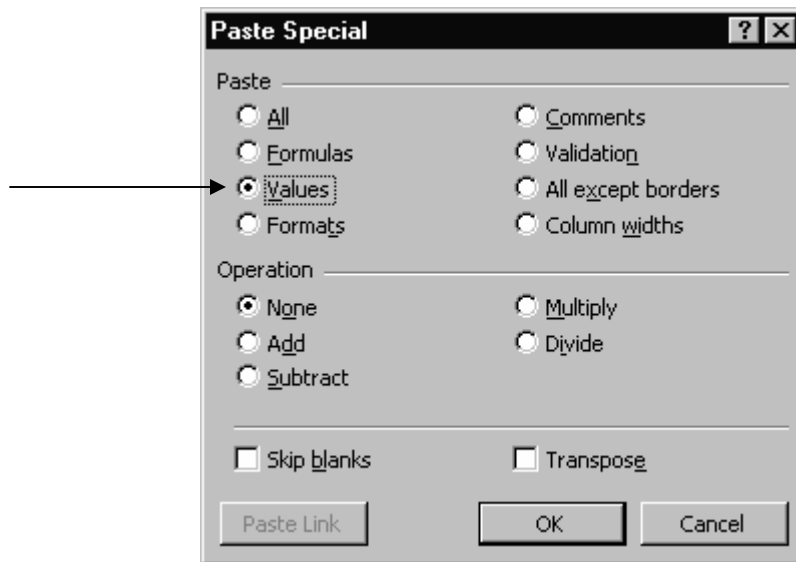 Paste Special
Paste
All
Comments
Formulas
Validation
Values
All except borders
Formats
Column widths
Operation
None
Multiply
Add
Divide
Subtract
Skip blanks
Transpose
Paste Link
OK
Cancel